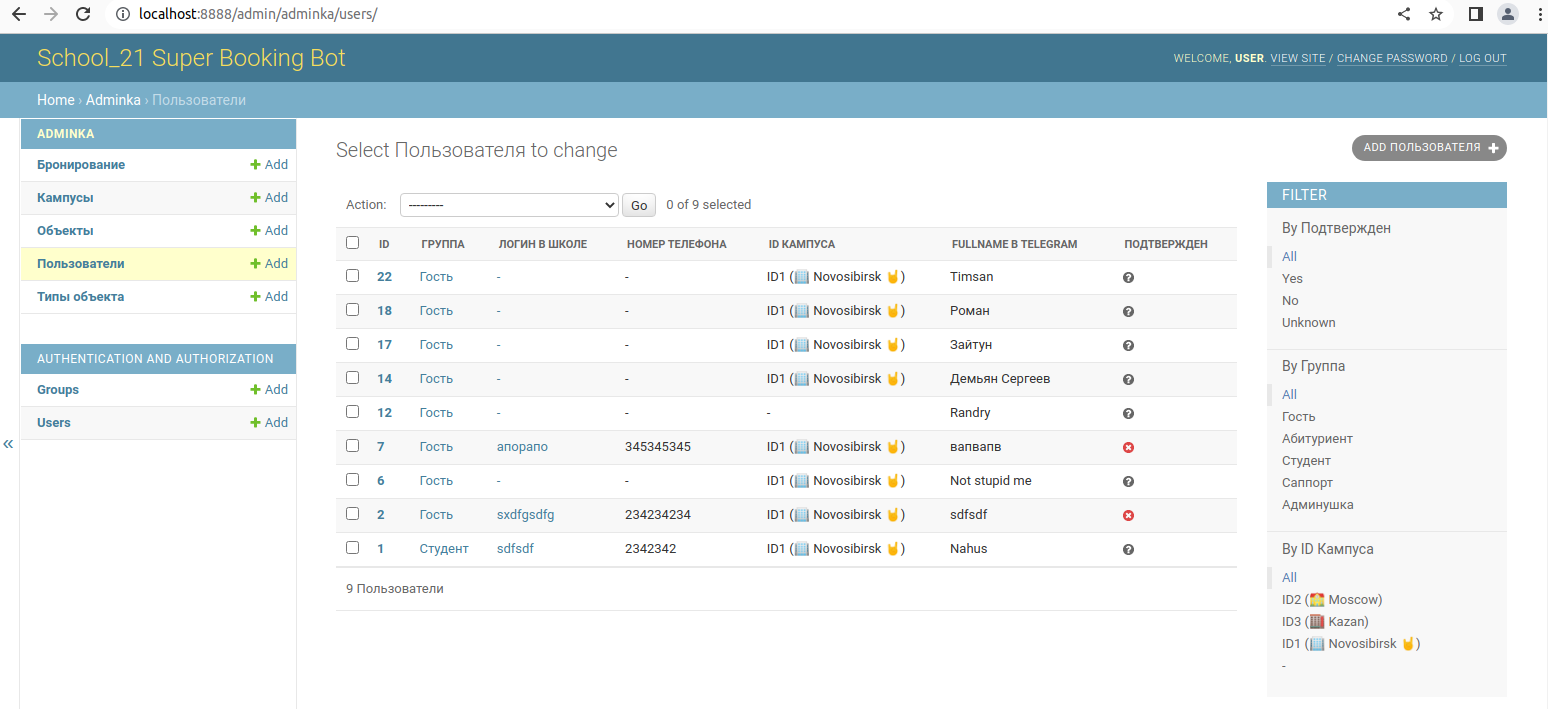 localhost:8888/admin/adminka/users/
School_21 Super Booking Bot
WELCOME, USER. VIEW SITE / CHANGE PASSWORD / LOG OUT
Home › Adminka › Пользователи
ADMINKA
Бронирование + Add
Кампусы + Add
Объекты + Add
Пользователи + Add
Типы объекта + Add
AUTHENTICATION AND AUTHORIZATION
Groups + Add
Users + Add
«
Select Пользователя to change
ADD ПОЛЬЗОВАТЕЛЯ +
Action: --------- Go 0 of 9 selected
ID ГРУППА ЛОГИН В ШКОЛЕ НОМЕР ТЕЛЕФОНА ID КАМПУСА FULLNAME В TELEGRAM ПОДТВЕРЖДЕН
22 Гость - - ID1 (🏢 Novosibirsk 🤘) Timsan
18 Гость - - ID1 (🏢 Novosibirsk 🤘) Роман
17 Гость - - ID1 (🏢 Novosibirsk 🤘) Зайтун
14 Гость - - ID1 (🏢 Novosibirsk 🤘) Демьян Сергеев
12 Гость - - - Randry
7 Гость апорапо 345345345 ID1 (🏢 Novosibirsk 🤘) вапвапв
6 Гость - - ID1 (🏢 Novosibirsk 🤘) Not stupid me
2 Гость sxdfgsdfg 234234234 ID1 (🏢 Novosibirsk 🤘) sdfsdf
1 Студент sdfsdf 2342342 ID1 (🏢 Novosibirsk 🤘) Nahus
9 Пользователи
FILTER
By Подтвержден
All
Yes
No
Unknown
By Группа
All
Гость
Абитуриент
Студент
Саппорт
Админушка
By ID Кампуса
All
ID2 (🌅 Moscow)
ID3 (🏢 Kazan)
ID1 (🏢 Novosibirsk 🤘)
-